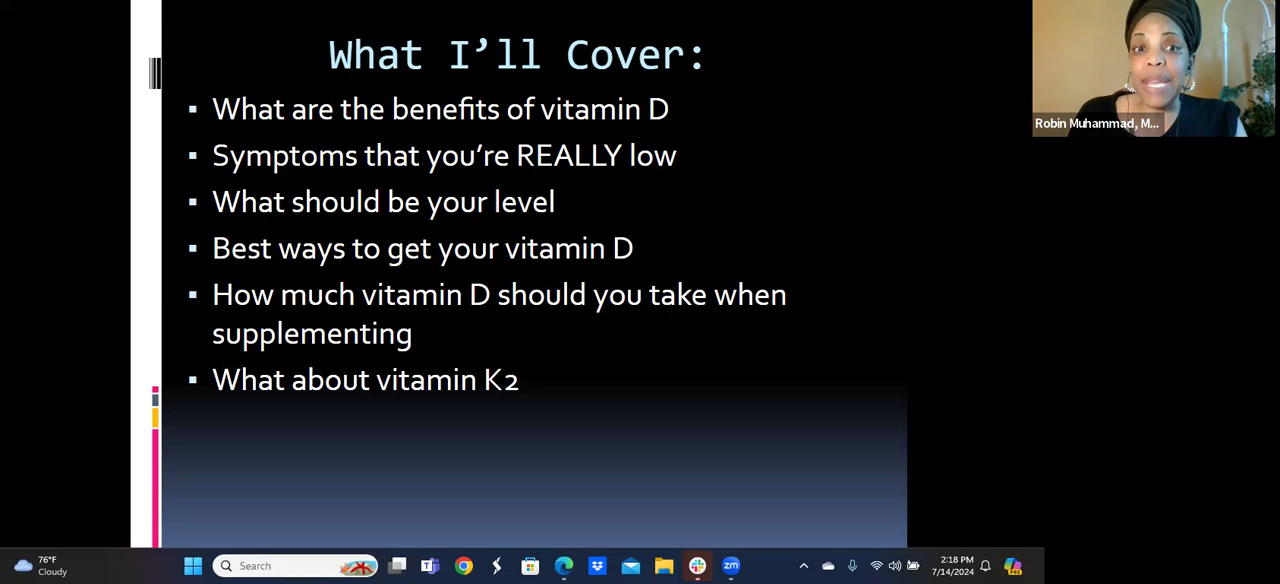 What I’ll Cover:
▪ What are the benefits of vitamin D
▪ Symptoms that you’re REALLY low
▪ What should be your level
▪ Best ways to get your vitamin D
▪ How much vitamin D should you take when
supplementing
▪ What about vitamin K2
Robin Muhammad, M...
76°F
Cloudy
Search
zm
2:18 PM
7/14/2024